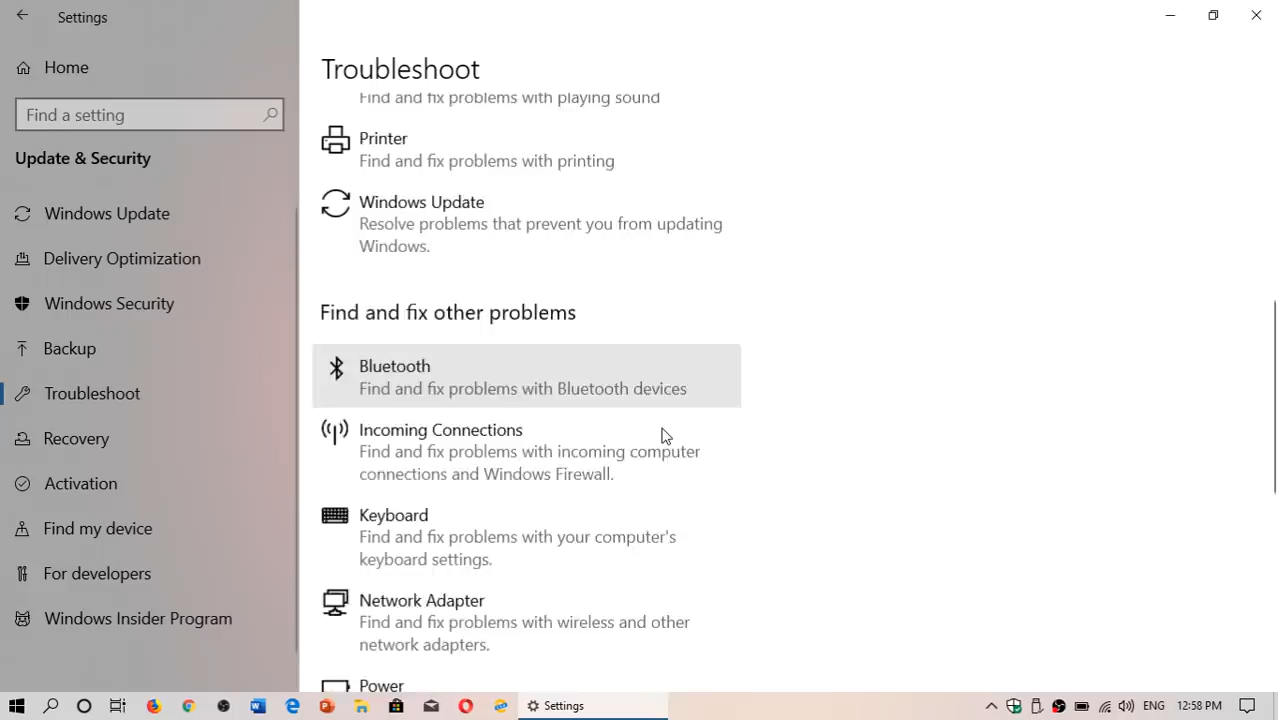 Settings
Home
Find a setting
Update & Security
Windows Update
Delivery Optimization
Windows Security
Backup
Troubleshoot
Recovery
Activation
Find my device
For developers
Windows Insider Program
Troubleshoot
Find and fix problems with playing sound
Printer
Find and fix problems with printing
Windows Update
Resolve problems that prevent you from updating
Windows.
Find and fix other problems
Bluetooth
Find and fix problems with Bluetooth devices
Incoming Connections
Find and fix problems with incoming computer
connections and Windows Firewall.
Keyboard
Find and fix problems with your computer's
keyboard settings.
Network Adapter
Find and fix problems with wireless and other
network adapters.
Power
Settings
ENG
12:58 PM